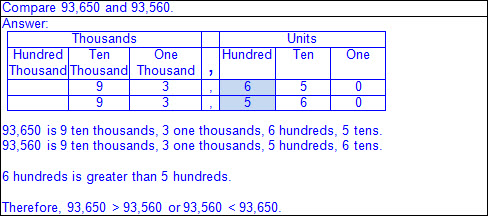 Compare 93,650 and 93,560.
Answer:
Thousands Units
Hundred Ten One Hundred Ten One
Thousand Thousand Thousand ,
9 3 , 6 5 0
9 3 , 5 6 0
93,650 is 9 ten thousands, 3 one thousands, 6 hundreds, 5 tens.
93,560 is 9 ten thousands, 3 one thousands, 5 hundreds, 6 tens.
6 hundreds is greater than 5 hundreds.
Therefore, 93,650 > 93,560 or 93,560 < 93,650.